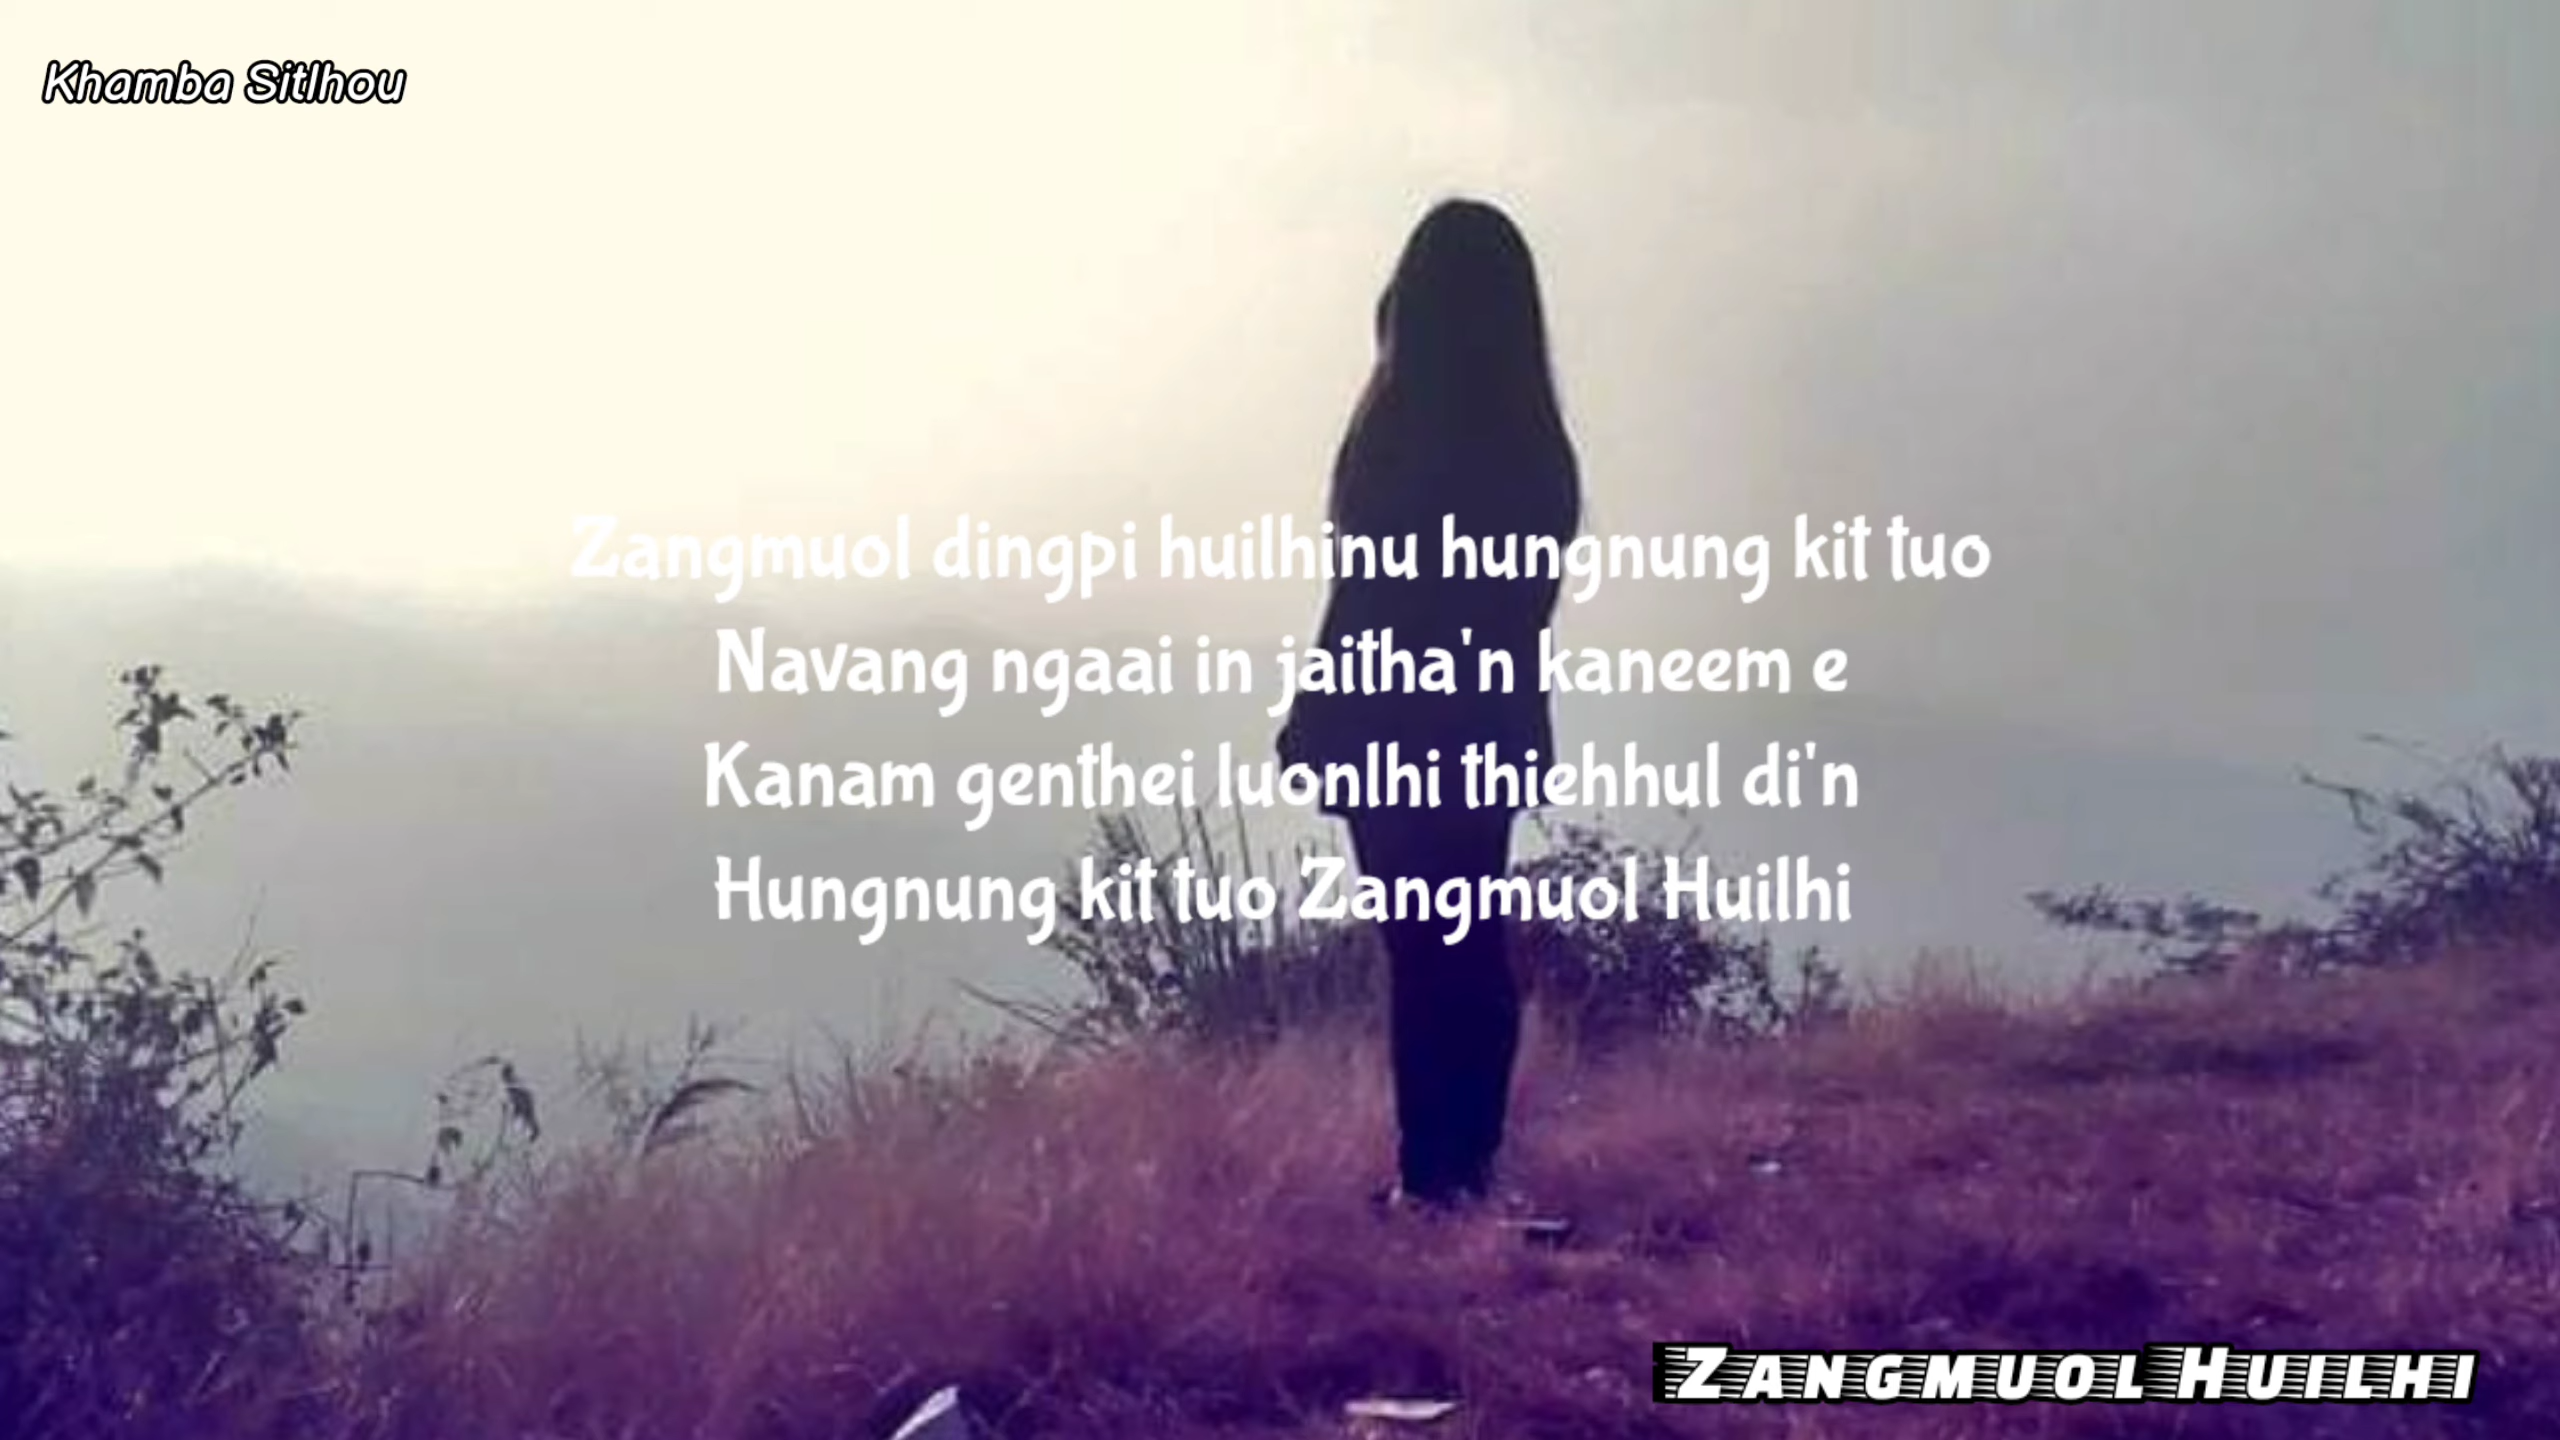 Khamba Sitlhou
Zangmuol dingpi huilhinu hungnung kit tuo
Navang ngaai in jaitha'n kaneem e
Kanam genthei luonlhi thiehhul di'n
Hungnung kit tuo Zangmuol Huilhi
Zangmuol Huilhi